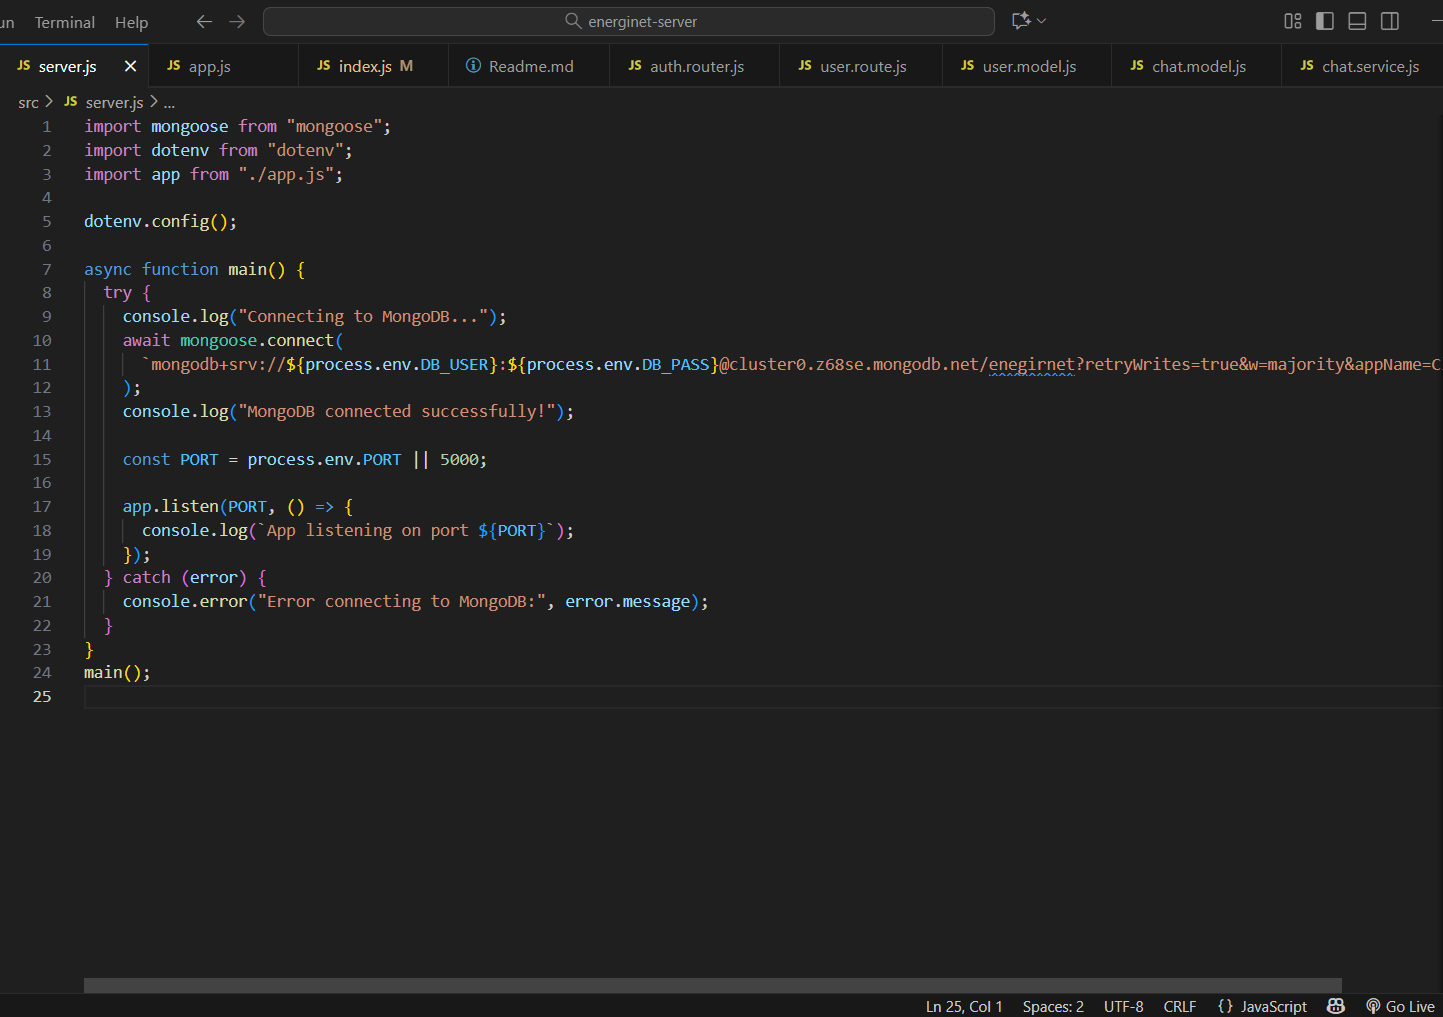 un Terminal Help energinet-server
JS server.js JS app.js JS index.js M Readme.md JS auth.router.js JS user.route.js JS user.model.js JS chat.model.js JS chat.service.js
src > JS server.js > ...
1 import mongoose from "mongoose";
2 import dotenv from "dotenv";
3 import app from "./app.js";
4
5 dotenv.config();
6
7 async function main() {
8 try {
9 console.log("Connecting to MongoDB...");
10 await mongoose.connect(
11 `mongodb+srv://${process.env.DB_USER}:${process.env.DB_PASS}@cluster0.z68se.mongodb.net/enegirnet?retryWrites=true&w=majority&appName=C
12 );
13 console.log("MongoDB connected successfully!");
14
15 const PORT = process.env.PORT || 5000;
16
17 app.listen(PORT, () => {
18 console.log(`App listening on port ${PORT}`);
19 });
20 } catch (error) {
21 console.error("Error connecting to MongoDB:", error.message);
22 }
23 }
24 main();
25
Ln 25, Col 1 Spaces: 2 UTF-8 CRLF {} JavaScript Go Live